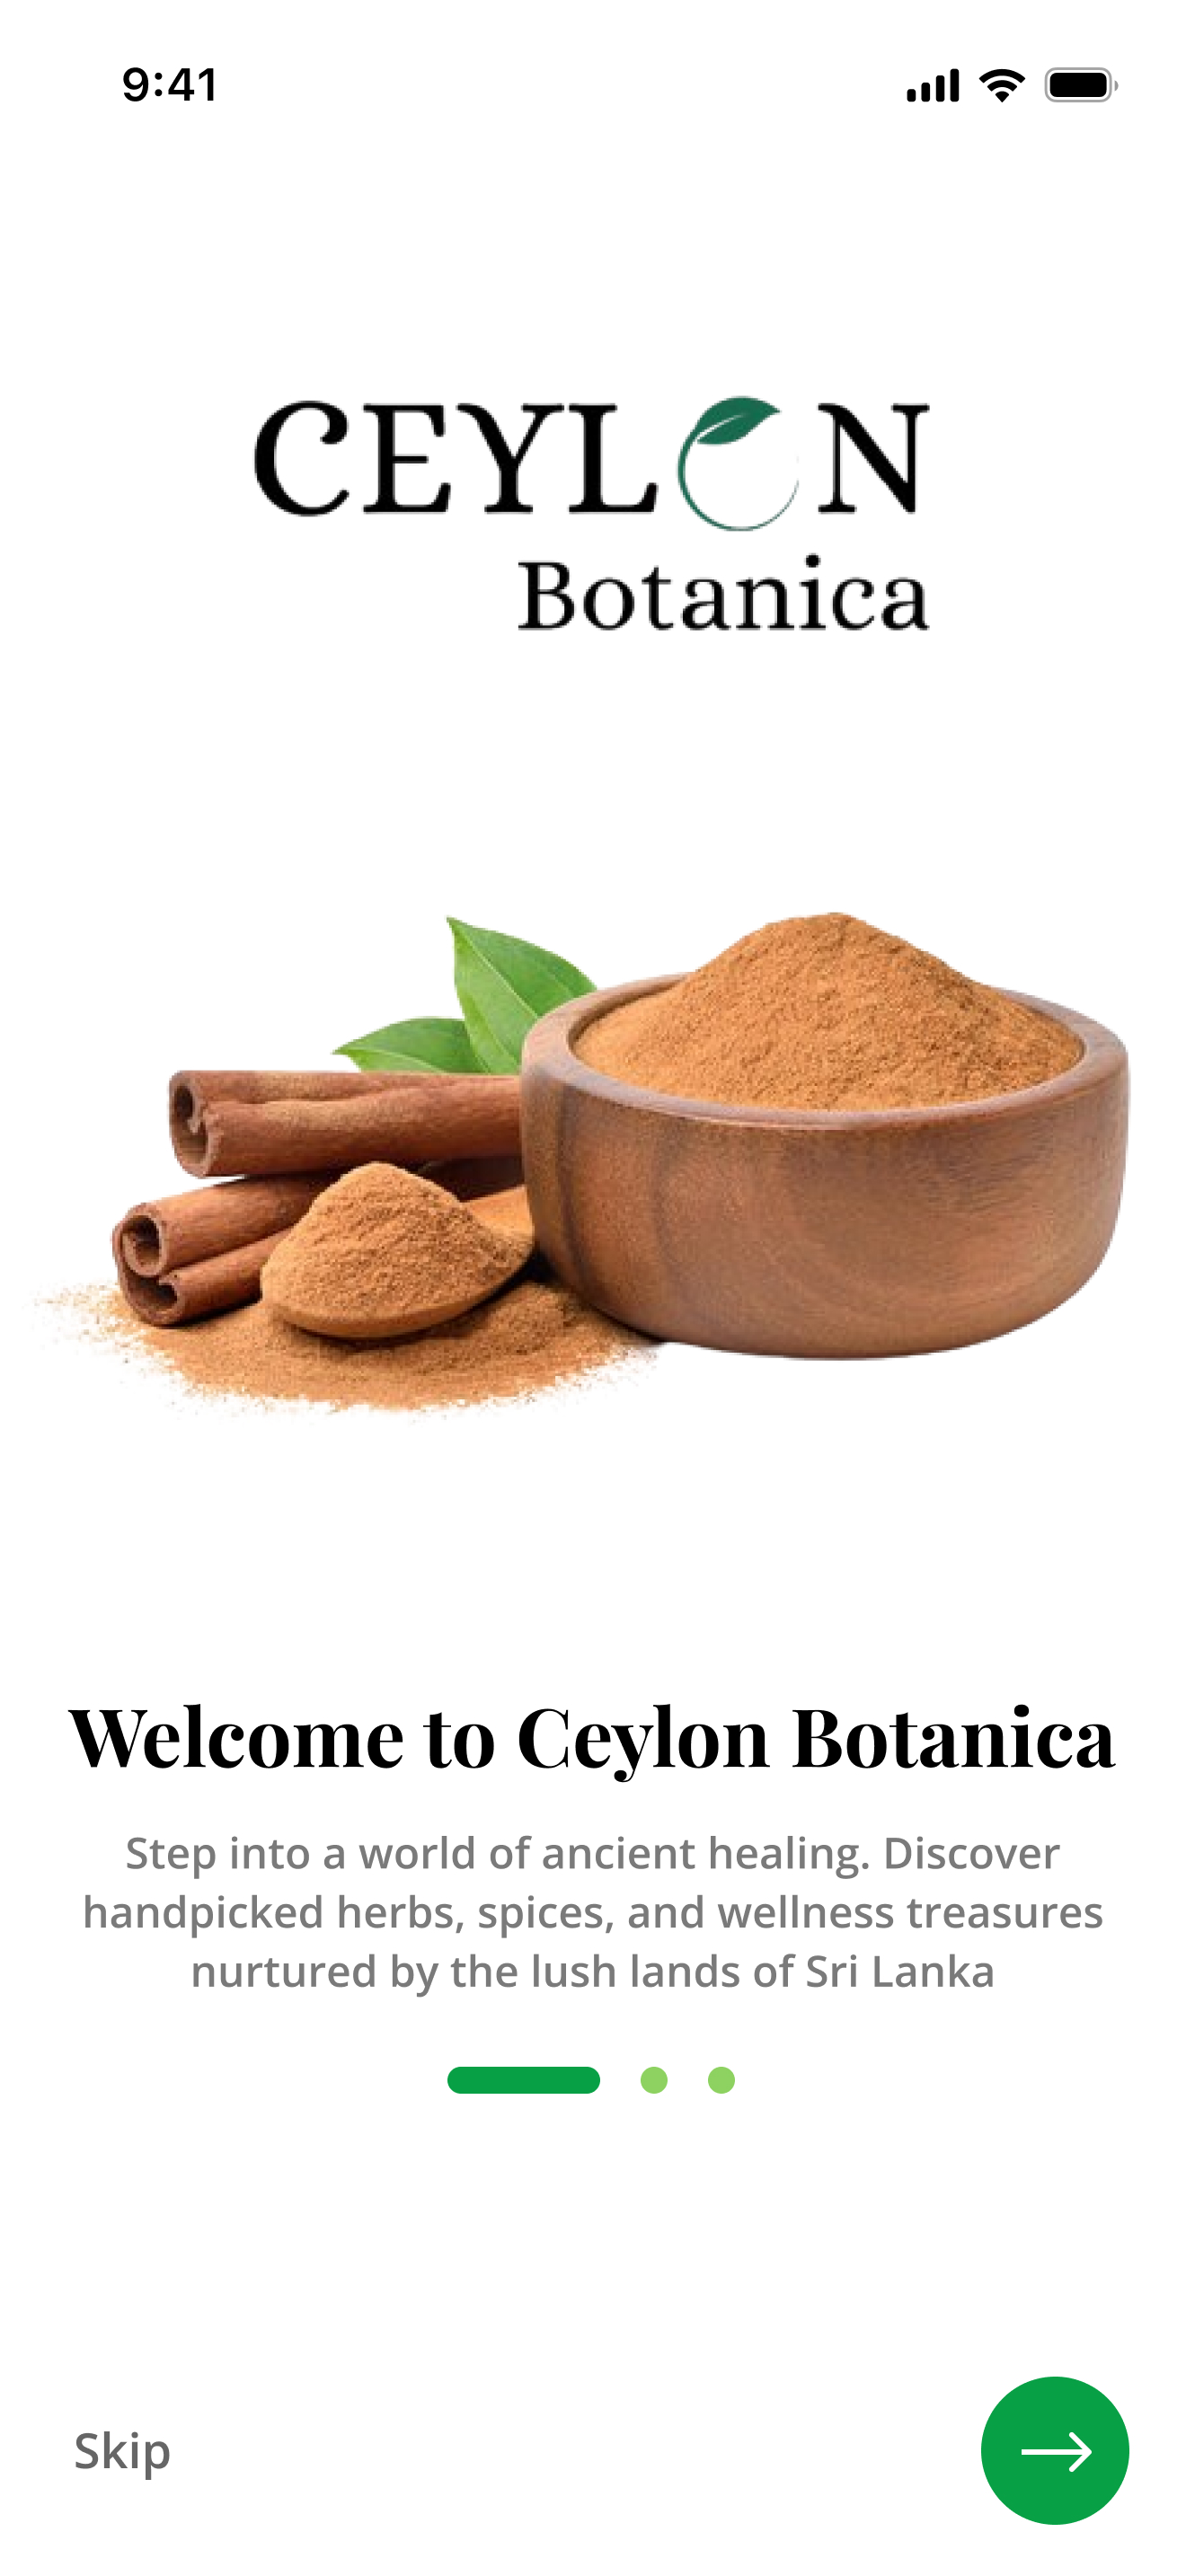 9:41
CEYLON
Botanica
Welcome to Ceylon Botanica
Step into a world of ancient healing. Discover
handpicked herbs, spices, and wellness treasures
nurtured by the lush lands of Sri Lanka
Skip